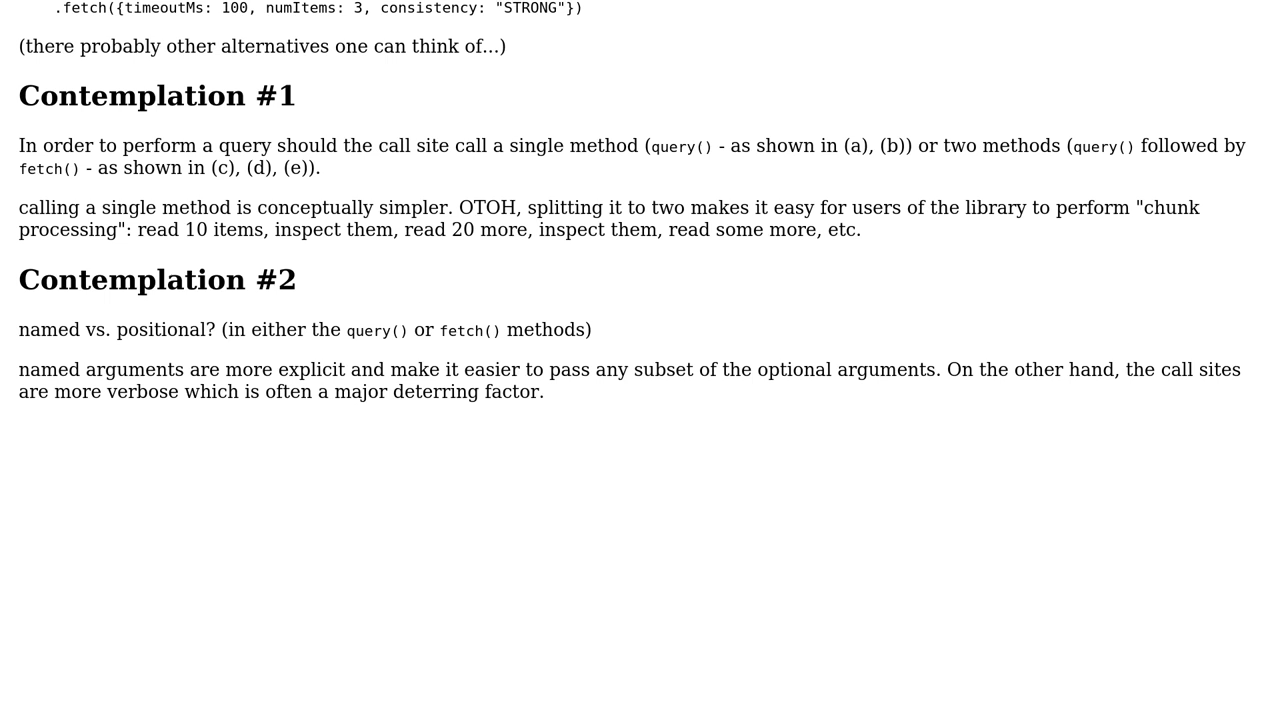 .fetch({timeoutMs: 100, numItems: 3, consistency: "STRONG"})
(there probably other alternatives one can think of...)
Contemplation #1
In order to perform a query should the call site call a single method (query() - as shown in (a), (b)) or two methods (query() followed by
fetch() - as shown in (c), (d), (e)).
calling a single method is conceptually simpler. OTOH, splitting it to two makes it easy for users of the library to perform "chunk
processing": read 10 items, inspect them, read 20 more, inspect them, read some more, etc.
Contemplation #2
named vs. positional? (in either the query() or fetch() methods)
named arguments are more explicit and make it easier to pass any subset of the optional arguments. On the other hand, the call sites
are more verbose which is often a major deterring factor.